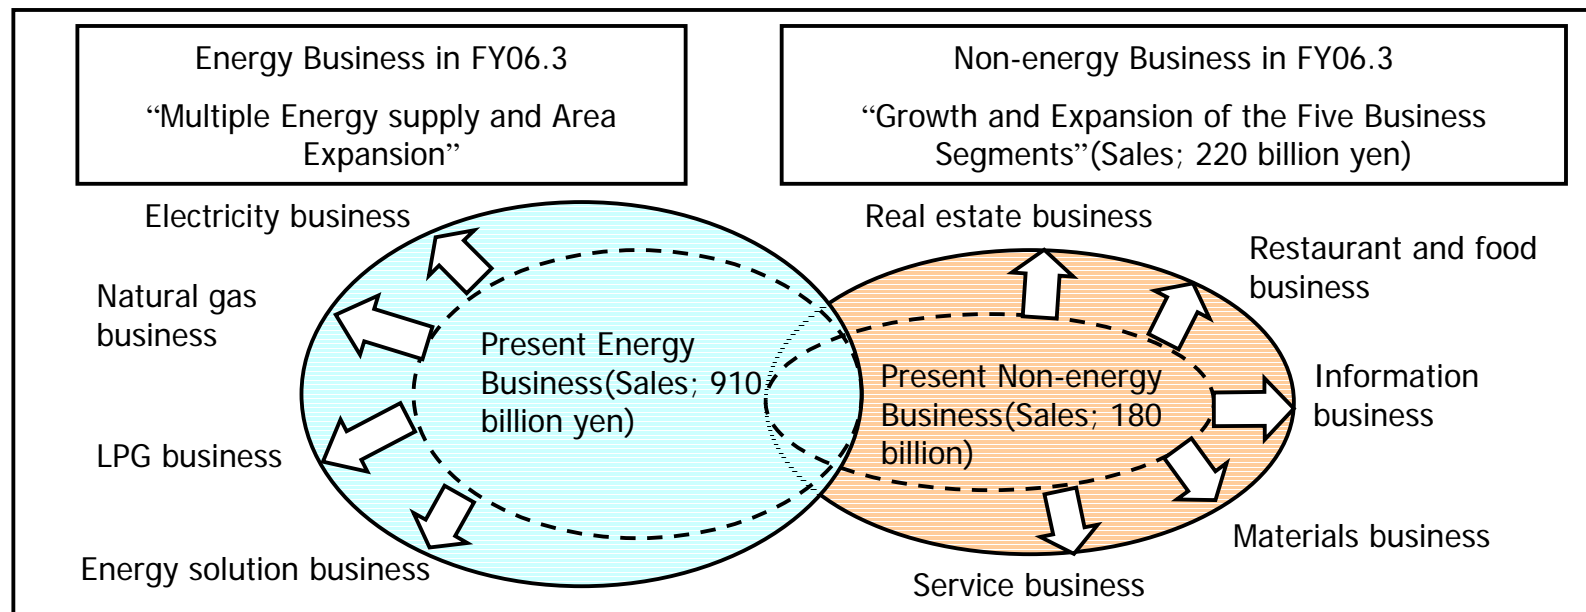 Energy Business in FY06.3
“Multiple Energy supply and Area
Expansion”
Non-energy Business in FY06.3
“Growth and Expansion of the Five Business
Segments”(Sales; 220 billion yen)
Electricity business
Natural gas
business
LPG business
Energy solution business
Present Energy
Business(Sales; 910
billion yen)
Real estate business
Restaurant and food
business
Present Non-energy
Business(Sales; 180
billion)
Information
business
Materials business
Service business